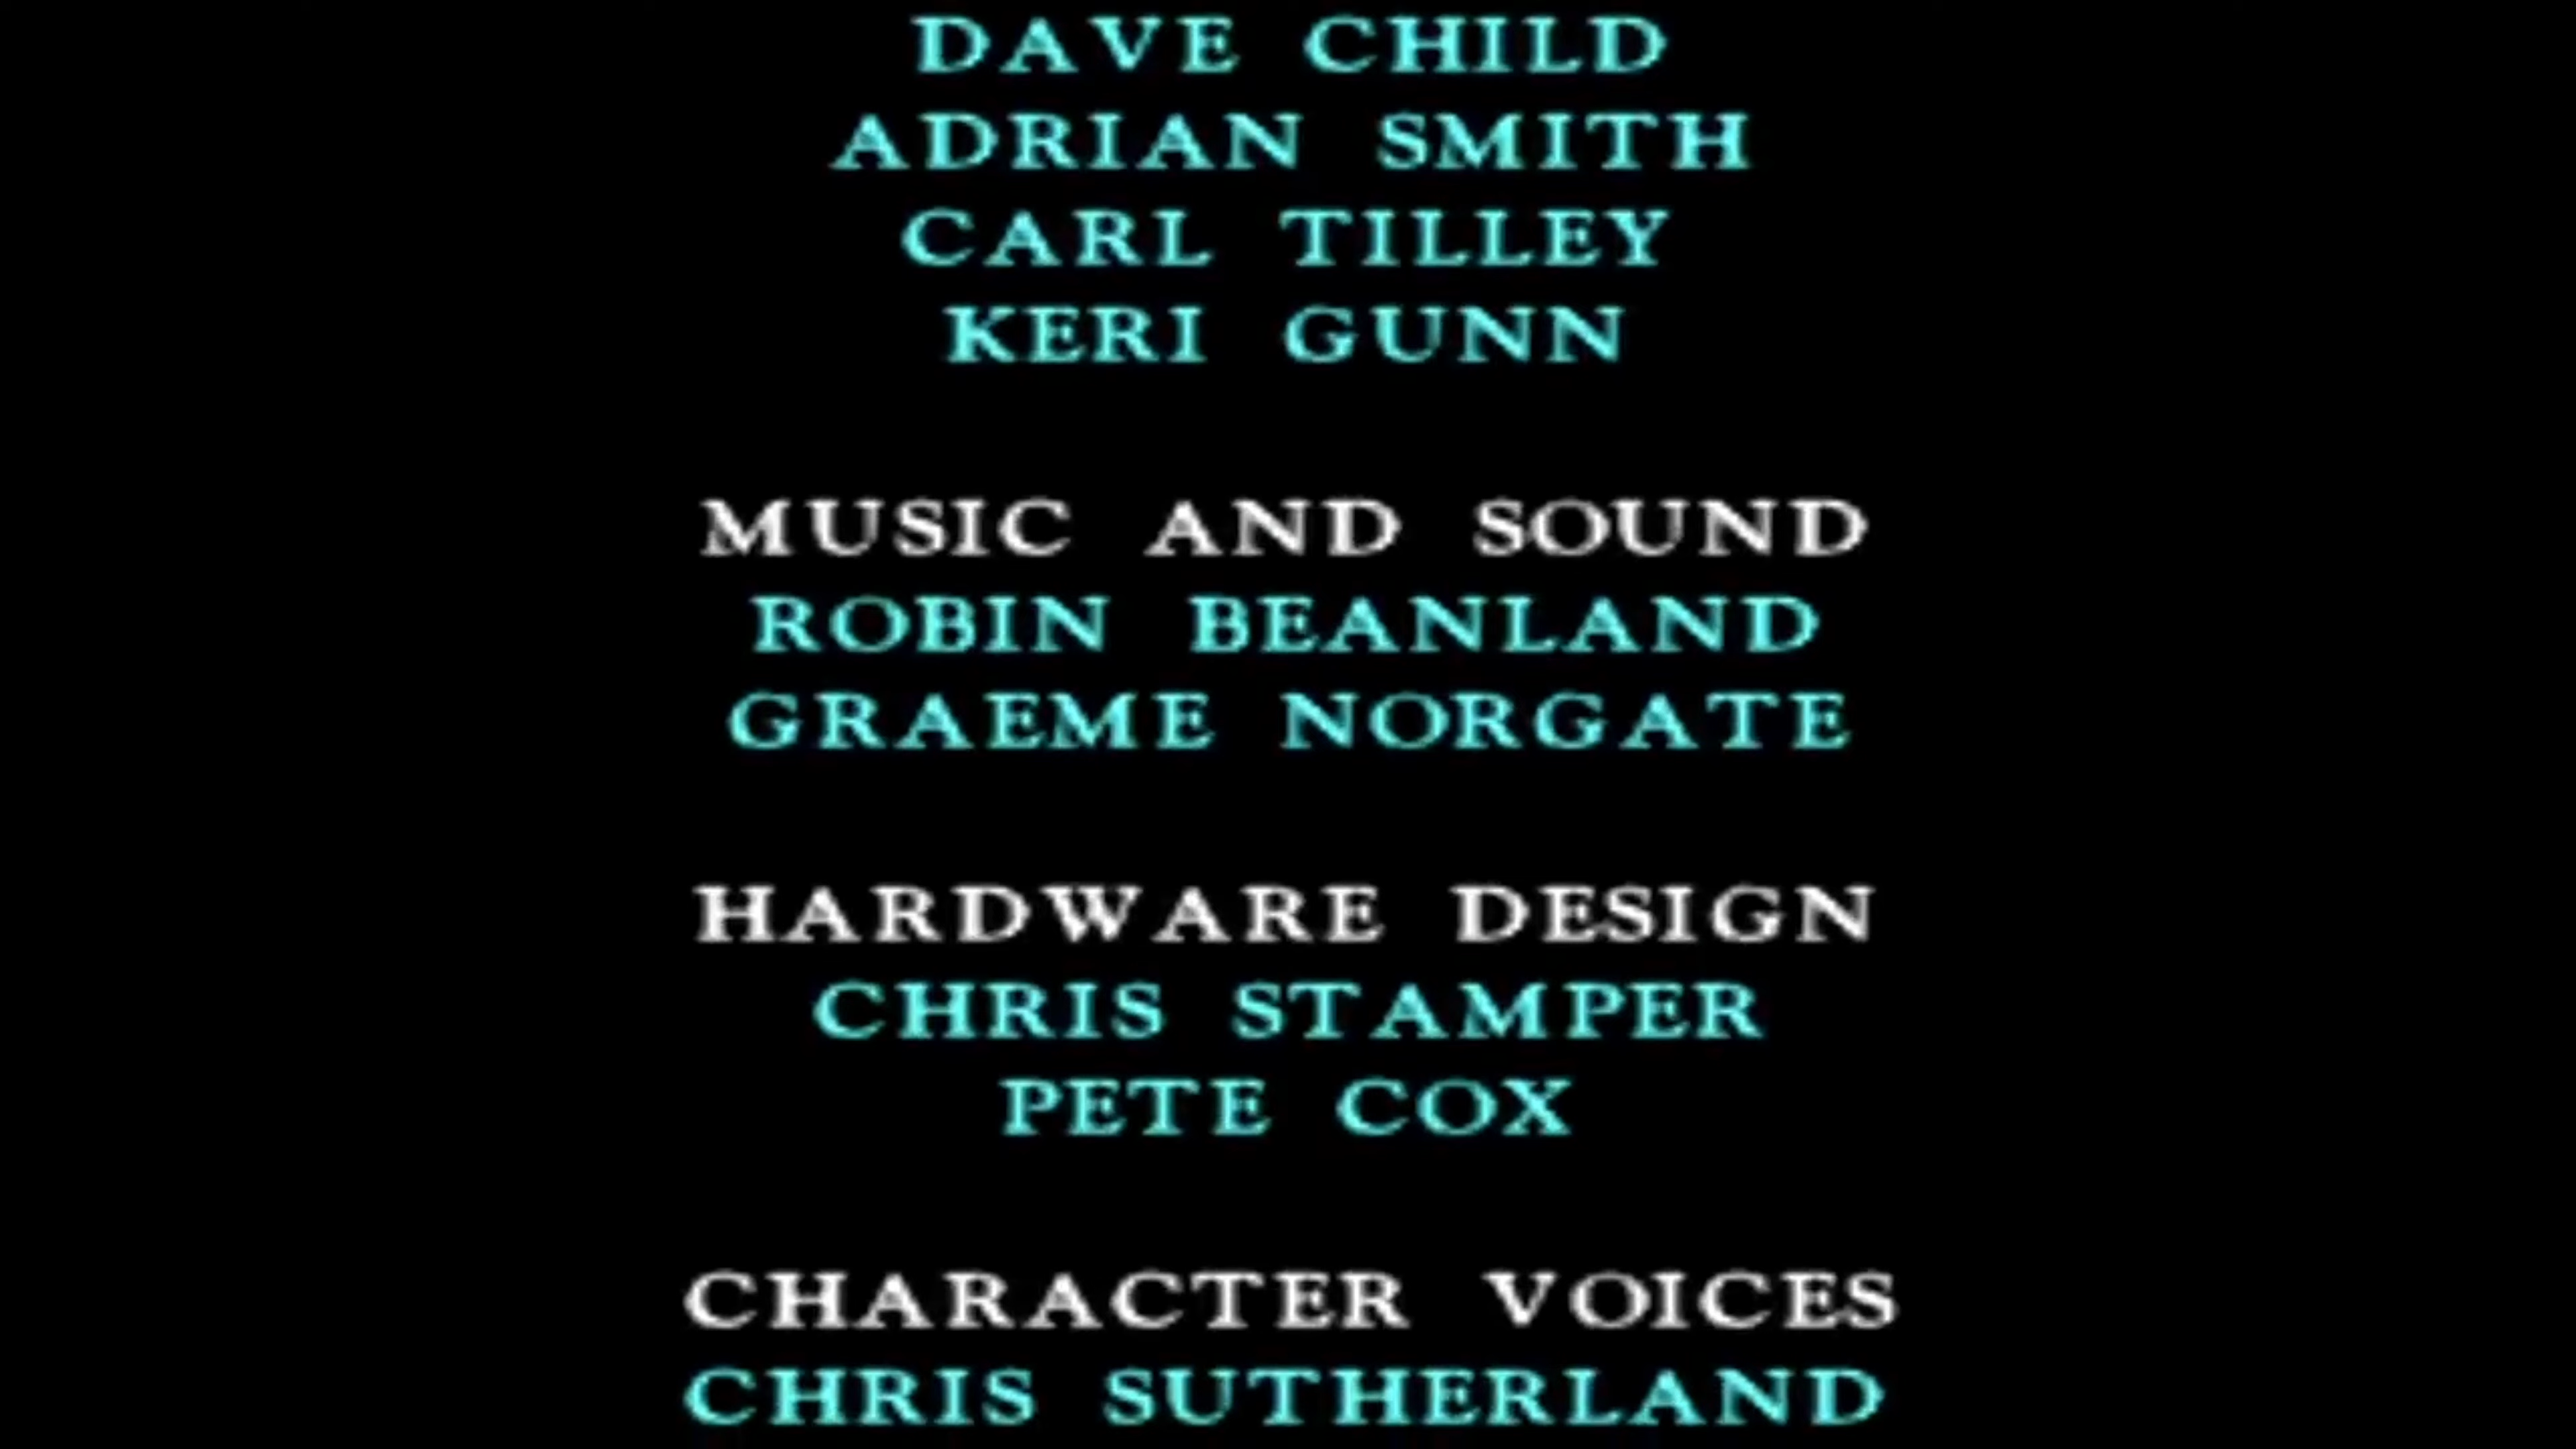 DAVE CHILD
ADRIAN SMITH
CARL TILLEY
KERI GUNN
MUSIC AND SOUND
ROBIN BEANLAND
GRAEME NORGATE
HARDWARE DESIGN
CHRIS STAMPER
PETE COX
CHARACTER VOICES
CHRIS SUTHERLAND